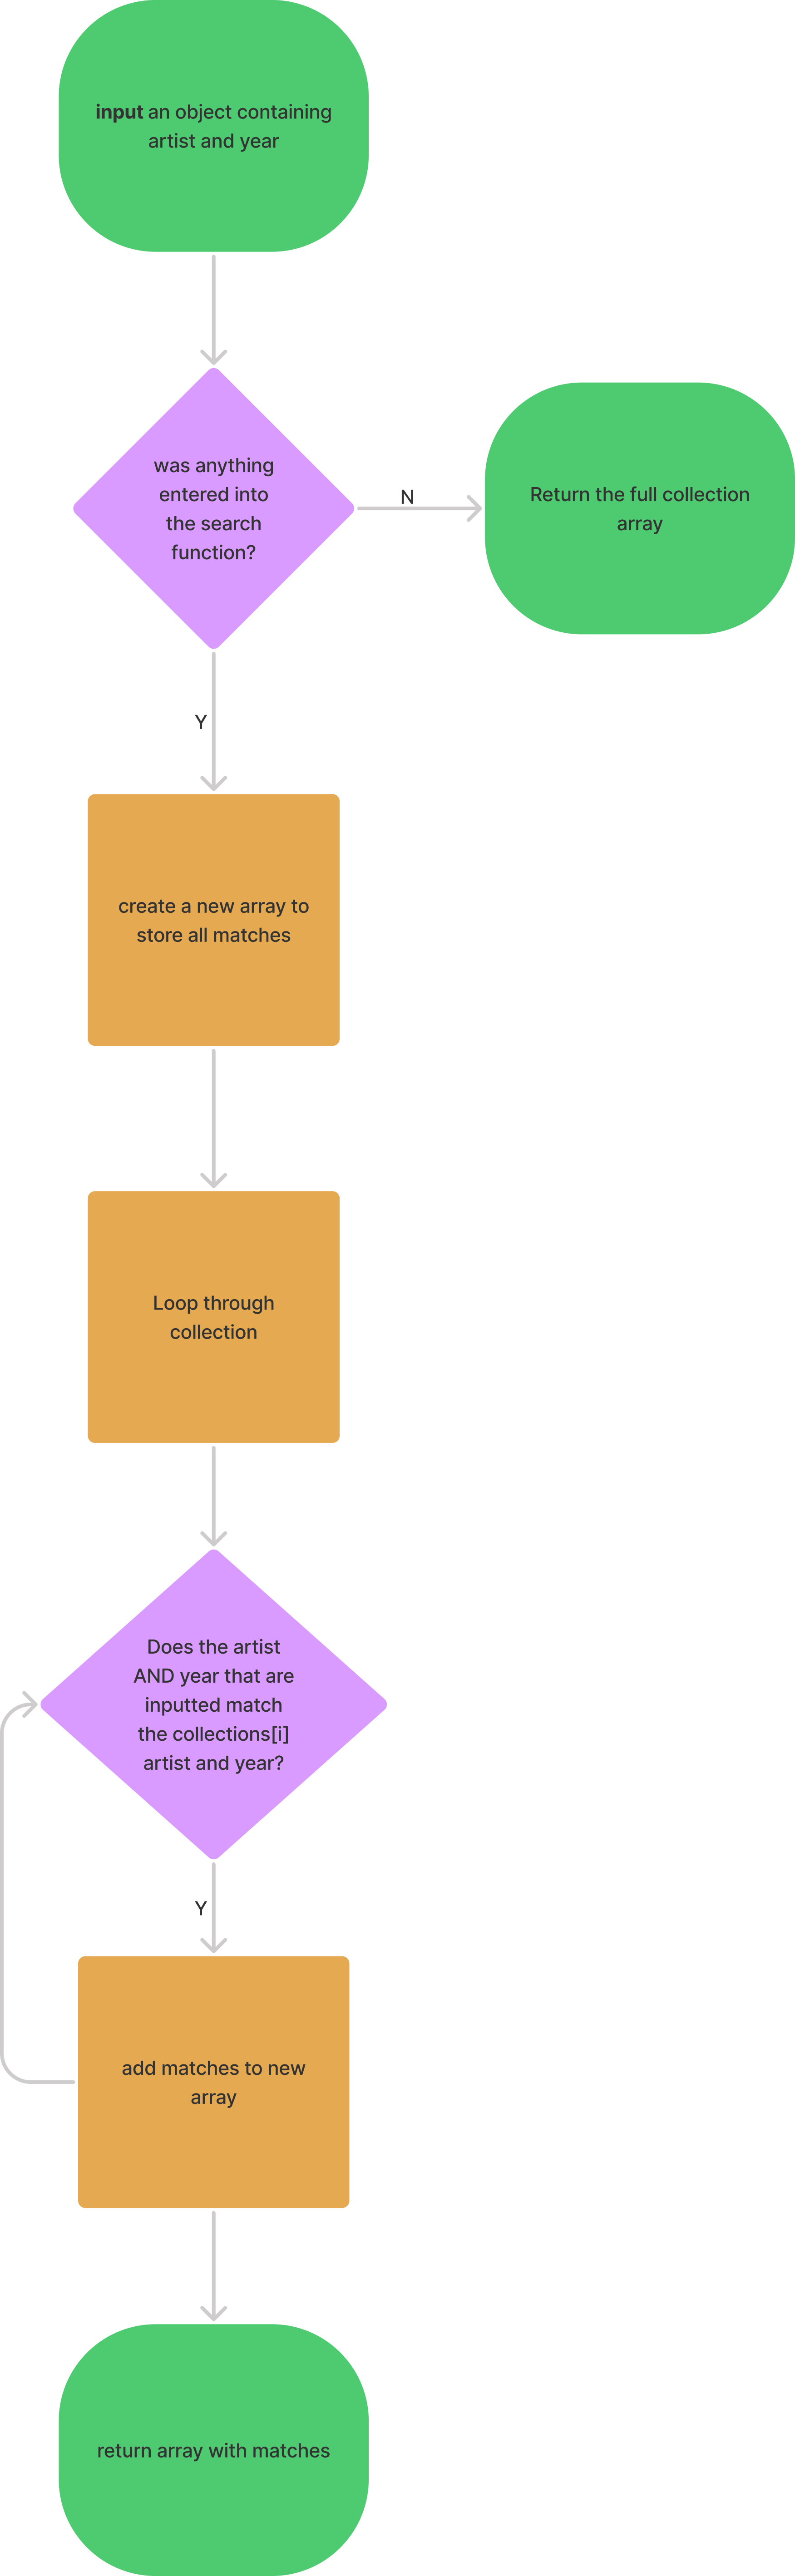 input an object containing
artist and year
was anything
entered into
the search
function?
N
Return the full collection
array
Y
create a new array to
store all matches
Loop through
collection
Does the artist
AND year that are
inputted match
the collections[i]
artist and year?
Y
add matches to new
array
return array with matches